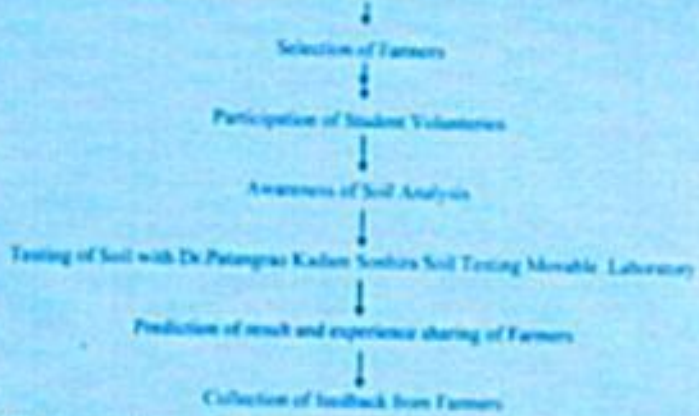 Selection of Farmers
Participation of Student Volunteries
Awareness of Soil Analysis
Testing of Soil with Dr.Patangrao Kadam Sonhira Soil Testing Movable Laboratory
Prediction of result and experience sharing of Farmers
Collection of feedback from Farmers